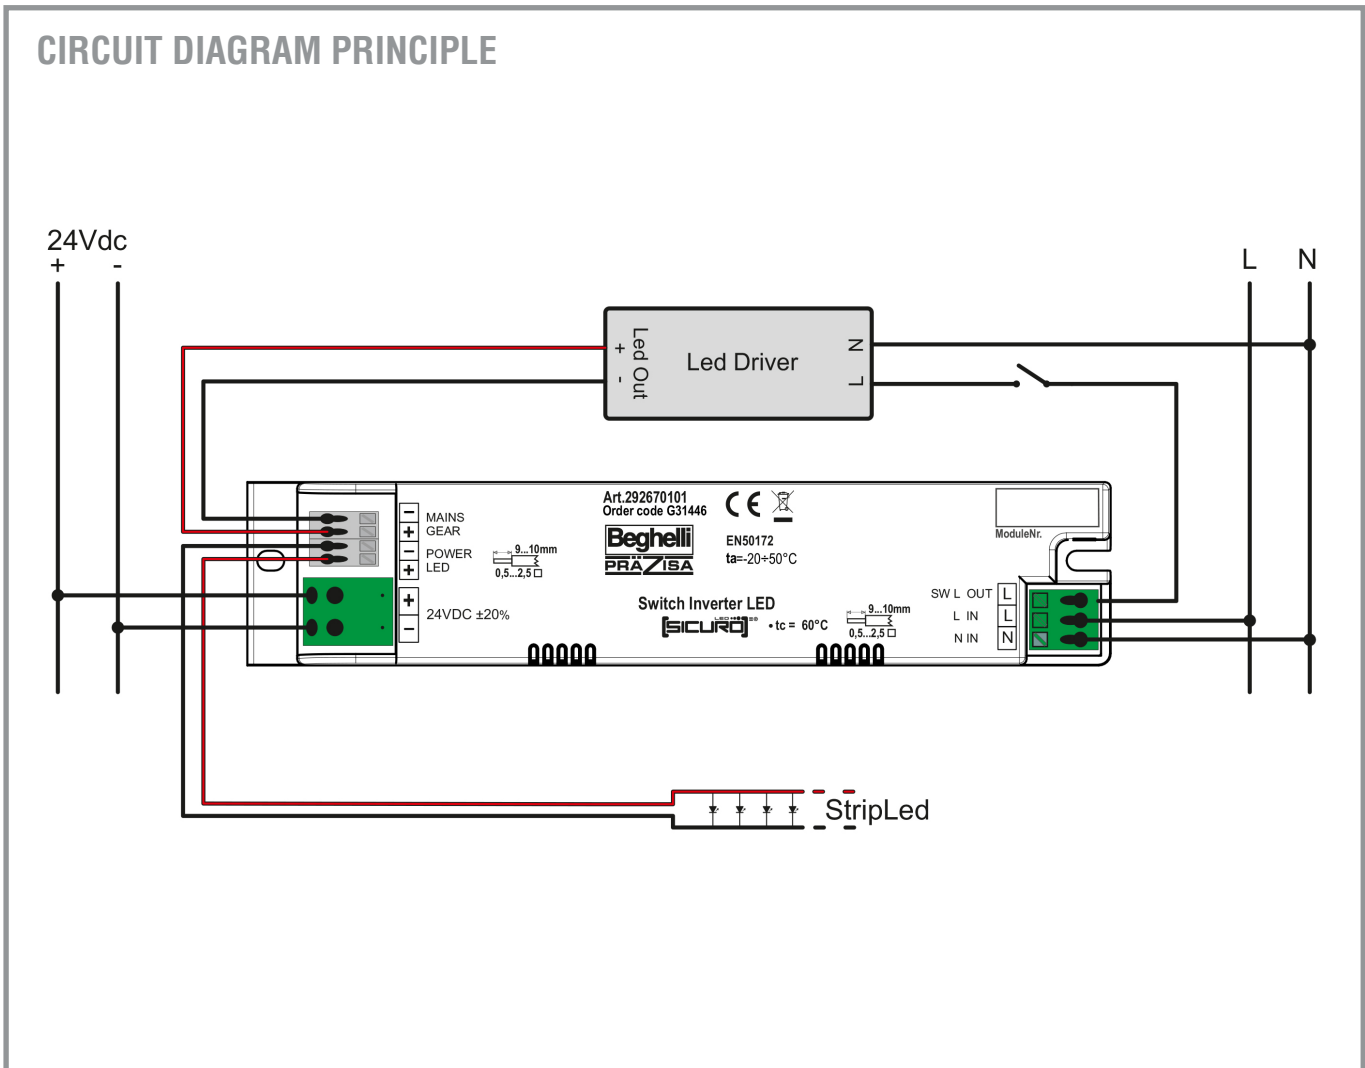 CIRCUIT DIAGRAM PRINCIPLE
24Vdc
+ -
L N
+ Led Out -
Led Driver
N
L
Art.292670101
Order code G31446
CE
Beghelli
PRÄZISA
EN50172
ta=-20÷50°C
ModuleNr.
- MAINS
+ GEAR
- POWER
+ LED
9...10mm
0,5...2,5
+
24VDC ±20%
-
Switch Inverter LED
SICURO
• tc = 60°C
9...10mm
0,5...2,5
SW L OUT L
L IN L
N IN N
StripLed